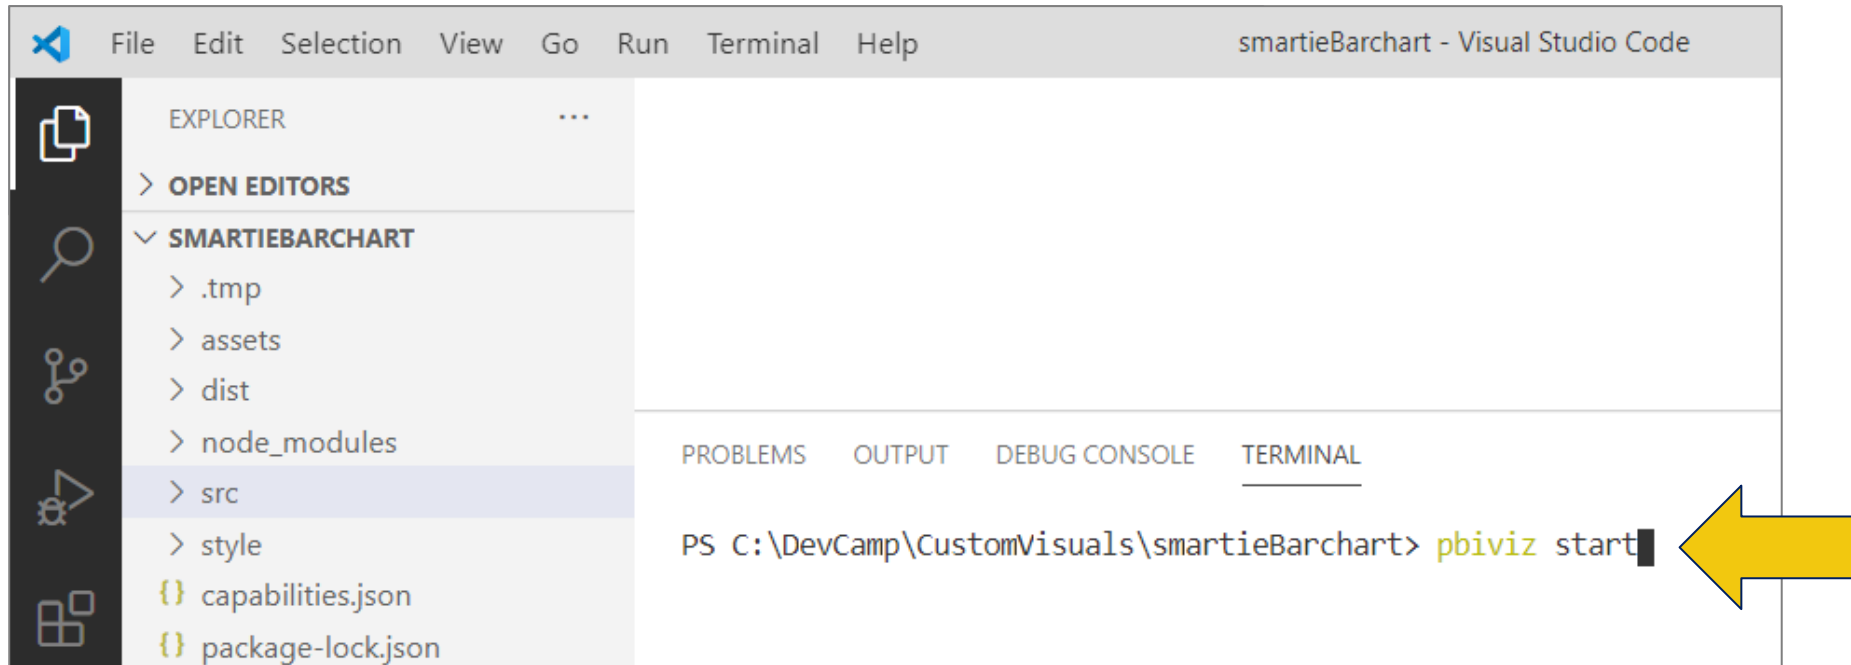 File Edit Selection View Go Run Terminal Help smartieBarchart - Visual Studio Code
EXPLORER ...
OPEN EDITORS
SMARTIEBARCHART
.tmp
assets
dist
node_modules
src
style
{} capabilities.json
{} package-lock.json
PROBLEMS OUTPUT DEBUG CONSOLE TERMINAL
PS C:\DevCamp\CustomVisuals\smartieBarchart> pbiviz start